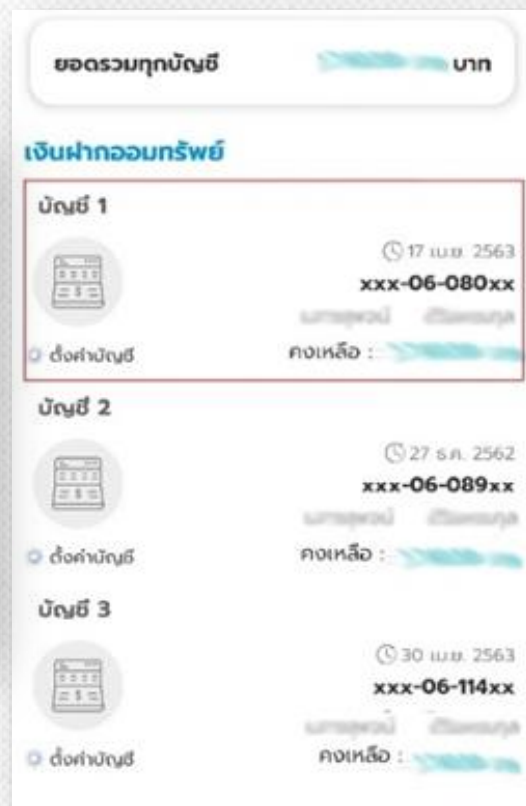 ยอดรวมทุกบัญชี บาท
เงินฝากออมทรัพย์
บัญชี 1
17 เม.ย. 2563
xxx-06-080xx
ตั้งค่าบัญชี คงเหลือ :
บัญชี 2
27 ธ.ค. 2562
xxx-06-089xx
ตั้งค่าบัญชี คงเหลือ :
บัญชี 3
30 เม.ย. 2563
xxx-06-114xx
ตั้งค่าบัญชี คงเหลือ :